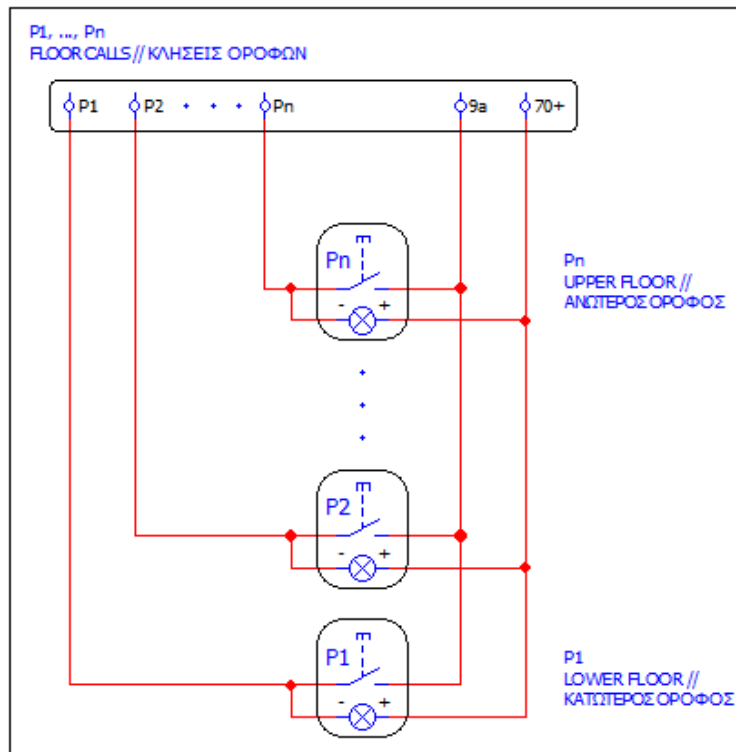 P1, ..., Pn
FLOOR CALLS // ΚΛΗΣΕΙΣ ΟΡΟΦΩΝ
P1 P2 . . . Pn 9a 70+
Pn
- +
Pn
UPPER FLOOR //
ΑΝΩΤΕΡΟΣ ΟΡΟΦΟΣ
P2
- +
P1
- +
P1
LOWER FLOOR //
ΚΑΤΩΤΕΡΟΣ ΟΡΟΦΟΣ